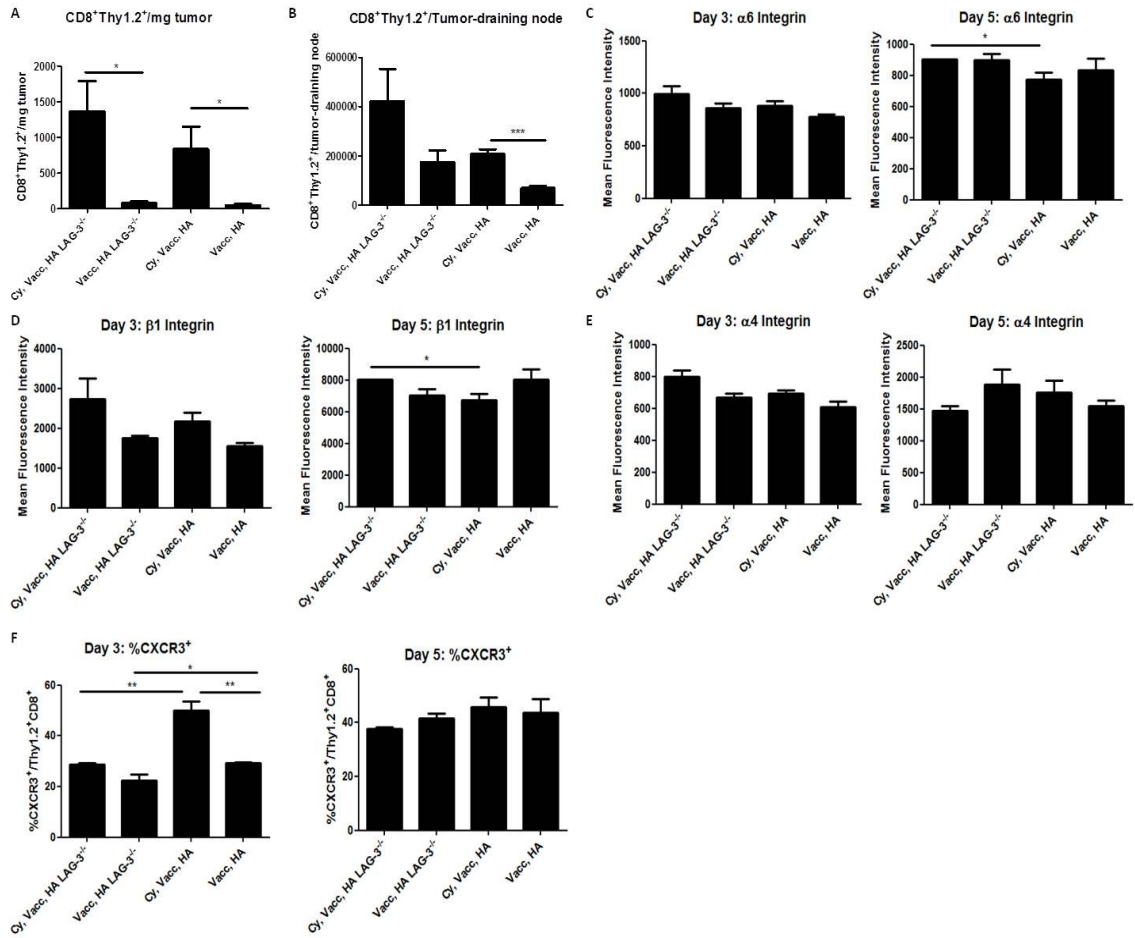 A
CD8⁺Thy1.2⁺/mg tumor
CD8⁺Thy1.2⁺/mg tumor
2000
1500
1000
500
0
*
*
Cy, Vacc, HA LAG-3⁻/⁻
Vacc, HA LAG-3⁻/⁻
Cy, Vacc, HA
Vacc, HA
B
CD8⁺Thy1.2⁺/Tumor-draining node
CD8⁺Thy1.2⁺/tumor-draining node
600000
400000
200000
0
***
Cy, Vacc, HA LAG-3⁻/⁻
Vacc, HA LAG-3⁻/⁻
Cy, Vacc, HA
Vacc, HA
C
Day 3: α6 Integrin
Mean Fluorescence Intensity
1500
1000
500
0
Cy, Vacc, HA LAG-3⁻/⁻
Vacc, HA LAG-3⁻/⁻
Cy, Vacc, HA
Vacc, HA
Day 5: α6 Integrin
Mean Fluorescence Intensity
1000
800
600
400
200
0
*
Cy, Vacc, HA LAG-3⁻/⁻
Vacc, HA LAG-3⁻/⁻
Cy, Vacc, HA
Vacc, HA
D
Day 3: β1 Integrin
Mean Fluorescence Intensity
4000
3000
2000
1000
0
Cy, Vacc, HA LAG-3⁻/⁻
Vacc, HA LAG-3⁻/⁻
Cy, Vacc, HA
Vacc, HA
Day 5: β1 Integrin
Mean Fluorescence Intensity
10000
8000
6000
4000
2000
0
*
Cy, Vacc, HA LAG-3⁻/⁻
Vacc, HA LAG-3⁻/⁻
Cy, Vacc, HA
Vacc, HA
E
Day 3: α4 Integrin
Mean Fluorescence Intensity
1000
800
600
400
200
0
Cy, Vacc, HA LAG-3⁻/⁻
Vacc, HA LAG-3⁻/⁻
Cy, Vacc, HA
Vacc, HA
Day 5: α4 Integrin
Mean Fluorescence Intensity
2500
2000
1500
1000
500
0
Cy, Vacc, HA LAG-3⁻/⁻
Vacc, HA LAG-3⁻/⁻
Cy, Vacc, HA
Vacc, HA
F
Day 3: %CXCR3⁺
%CXCR3⁺/Thy1.2⁺CD8⁺
60
40
20
0
*
**
**
Cy, Vacc, HA LAG-3⁻/⁻
Vacc, HA LAG-3⁻/⁻
Cy, Vacc, HA
Vacc, HA
Day 5: %CXCR3⁺
%CXCR3⁺/Thy1.2⁺CD8⁺
60
40
20
0
Cy, Vacc, HA LAG-3⁻/⁻
Vacc, HA LAG-3⁻/⁻
Cy, Vacc, HA
Vacc, HA